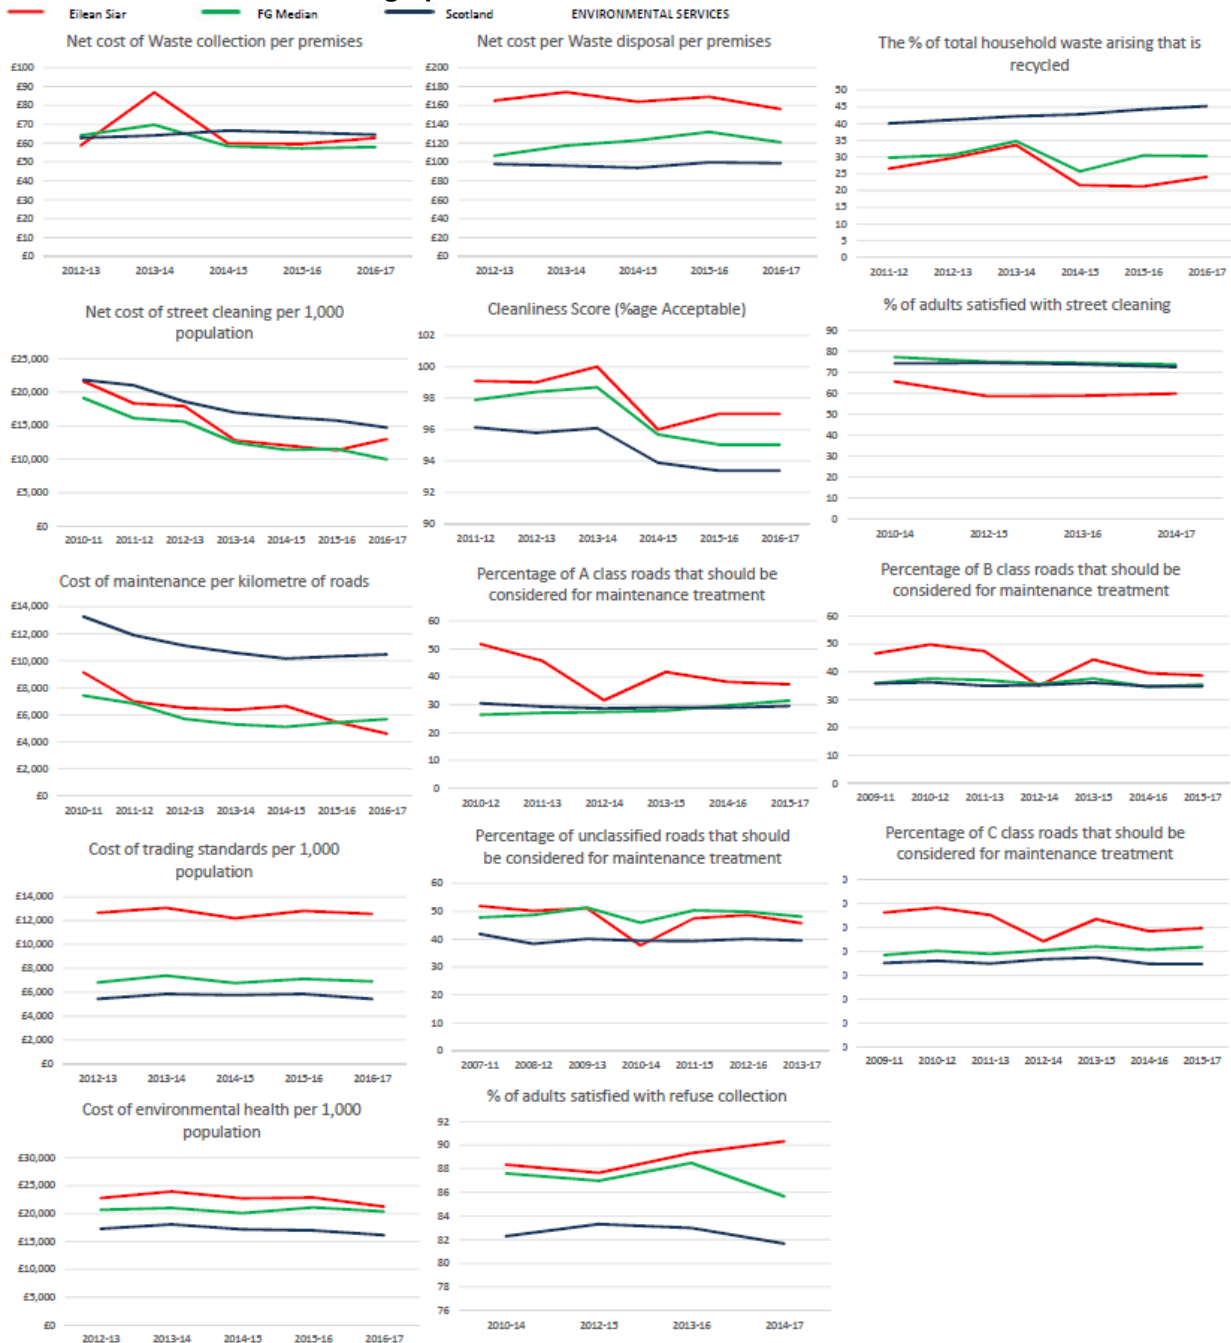 Eilean Siar FG Median Scotland ENVIRONMENTAL SERVICES
Net cost of Waste collection per premises
£100
£90
£80
£70
£60
£50
£40
£30
£20
£10
£0
2012-13 2013-14 2014-15 2015-16 2016-17
Net cost per Waste disposal per premises
£200
£180
£160
£140
£120
£100
£80
£60
£40
£20
£0
2012-13 2013-14 2014-15 2015-16 2016-17
The % of total household waste arising that is
recycled
50
45
40
35
30
25
20
15
10
5
0
2011-12 2012-13 2013-14 2014-15 2015-16 2016-17
Net cost of street cleaning per 1,000
population
£25,000
£20,000
£15,000
£10,000
£5,000
£0
2010-11 2011-12 2012-13 2013-14 2014-15 2015-16 2016-17
Cleanliness Score (%age Acceptable)
102
100
98
96
94
92
90
2011-12 2012-13 2013-14 2014-15 2015-16 2016-17
% of adults satisfied with street cleaning
90
80
70
60
50
40
30
20
10
0
2010-14 2012-15 2013-16 2014-17
Cost of maintenance per kilometre of roads
£14,000
£12,000
£10,000
£8,000
£6,000
£4,000
£2,000
£0
2010-11 2011-12 2012-13 2013-14 2014-15 2015-16 2016-17
Percentage of A class roads that should be
considered for maintenance treatment
60
50
40
30
20
10
0
2010-12 2011-13 2012-14 2013-15 2014-16 2015-17
Percentage of B class roads that should be
considered for maintenance treatment
60
50
40
30
20
10
0
2009-11 2010-12 2011-13 2012-14 2013-15 2014-16 2015-17
Cost of trading standards per 1,000
population
£14,000
£12,000
£10,000
£8,000
£6,000
£4,000
£2,000
£0
2012-13 2013-14 2014-15 2015-16 2016-17
Percentage of unclassified roads that should
be considered for maintenance treatment
60
50
40
30
20
10
0
2007-11 2008-12 2009-13 2010-14 2011-15 2012-16 2013-17
Percentage of C class roads that should be
considered for maintenance treatment
2009-11 2010-12 2011-13 2012-14 2013-15 2014-16 2015-17
Cost of environmental health per 1,000
population
£30,000
£25,000
£20,000
£15,000
£10,000
£5,000
£0
2012-13 2013-14 2014-15 2015-16 2016-17
% of adults satisfied with refuse collection
92
90
88
86
84
82
80
78
76
2010-14 2012-15 2013-16 2014-17